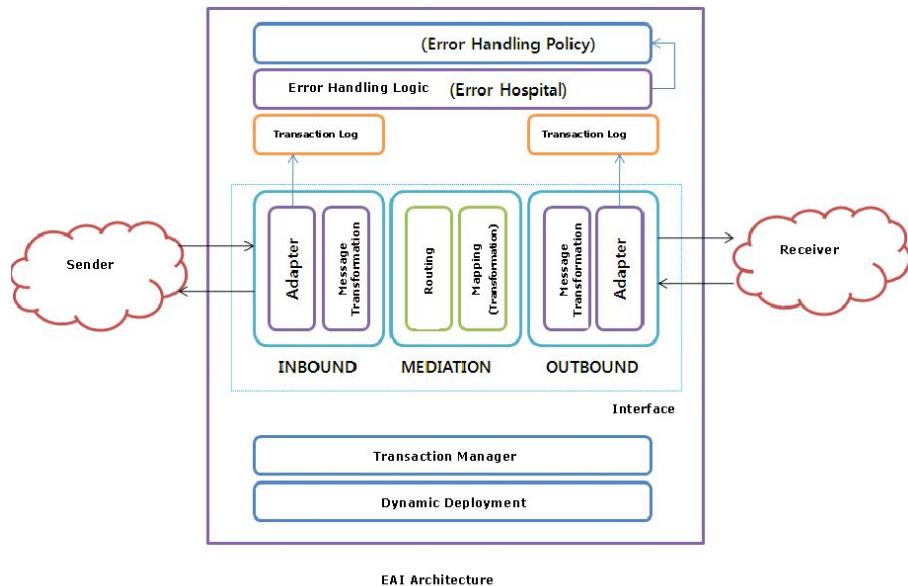 (Error Handling Policy)
Error Handling Logic (Error Hospital)
Transaction Log
Transaction Log
Sender
Adapter
Message
Transformation
Routing
Mapping
(Transformation)
Message
Transformation
Adapter
Receiver
INBOUND
MEDIATION
OUTBOUND
Interface
Transaction Manager
Dynamic Deployment
EAI Architecture